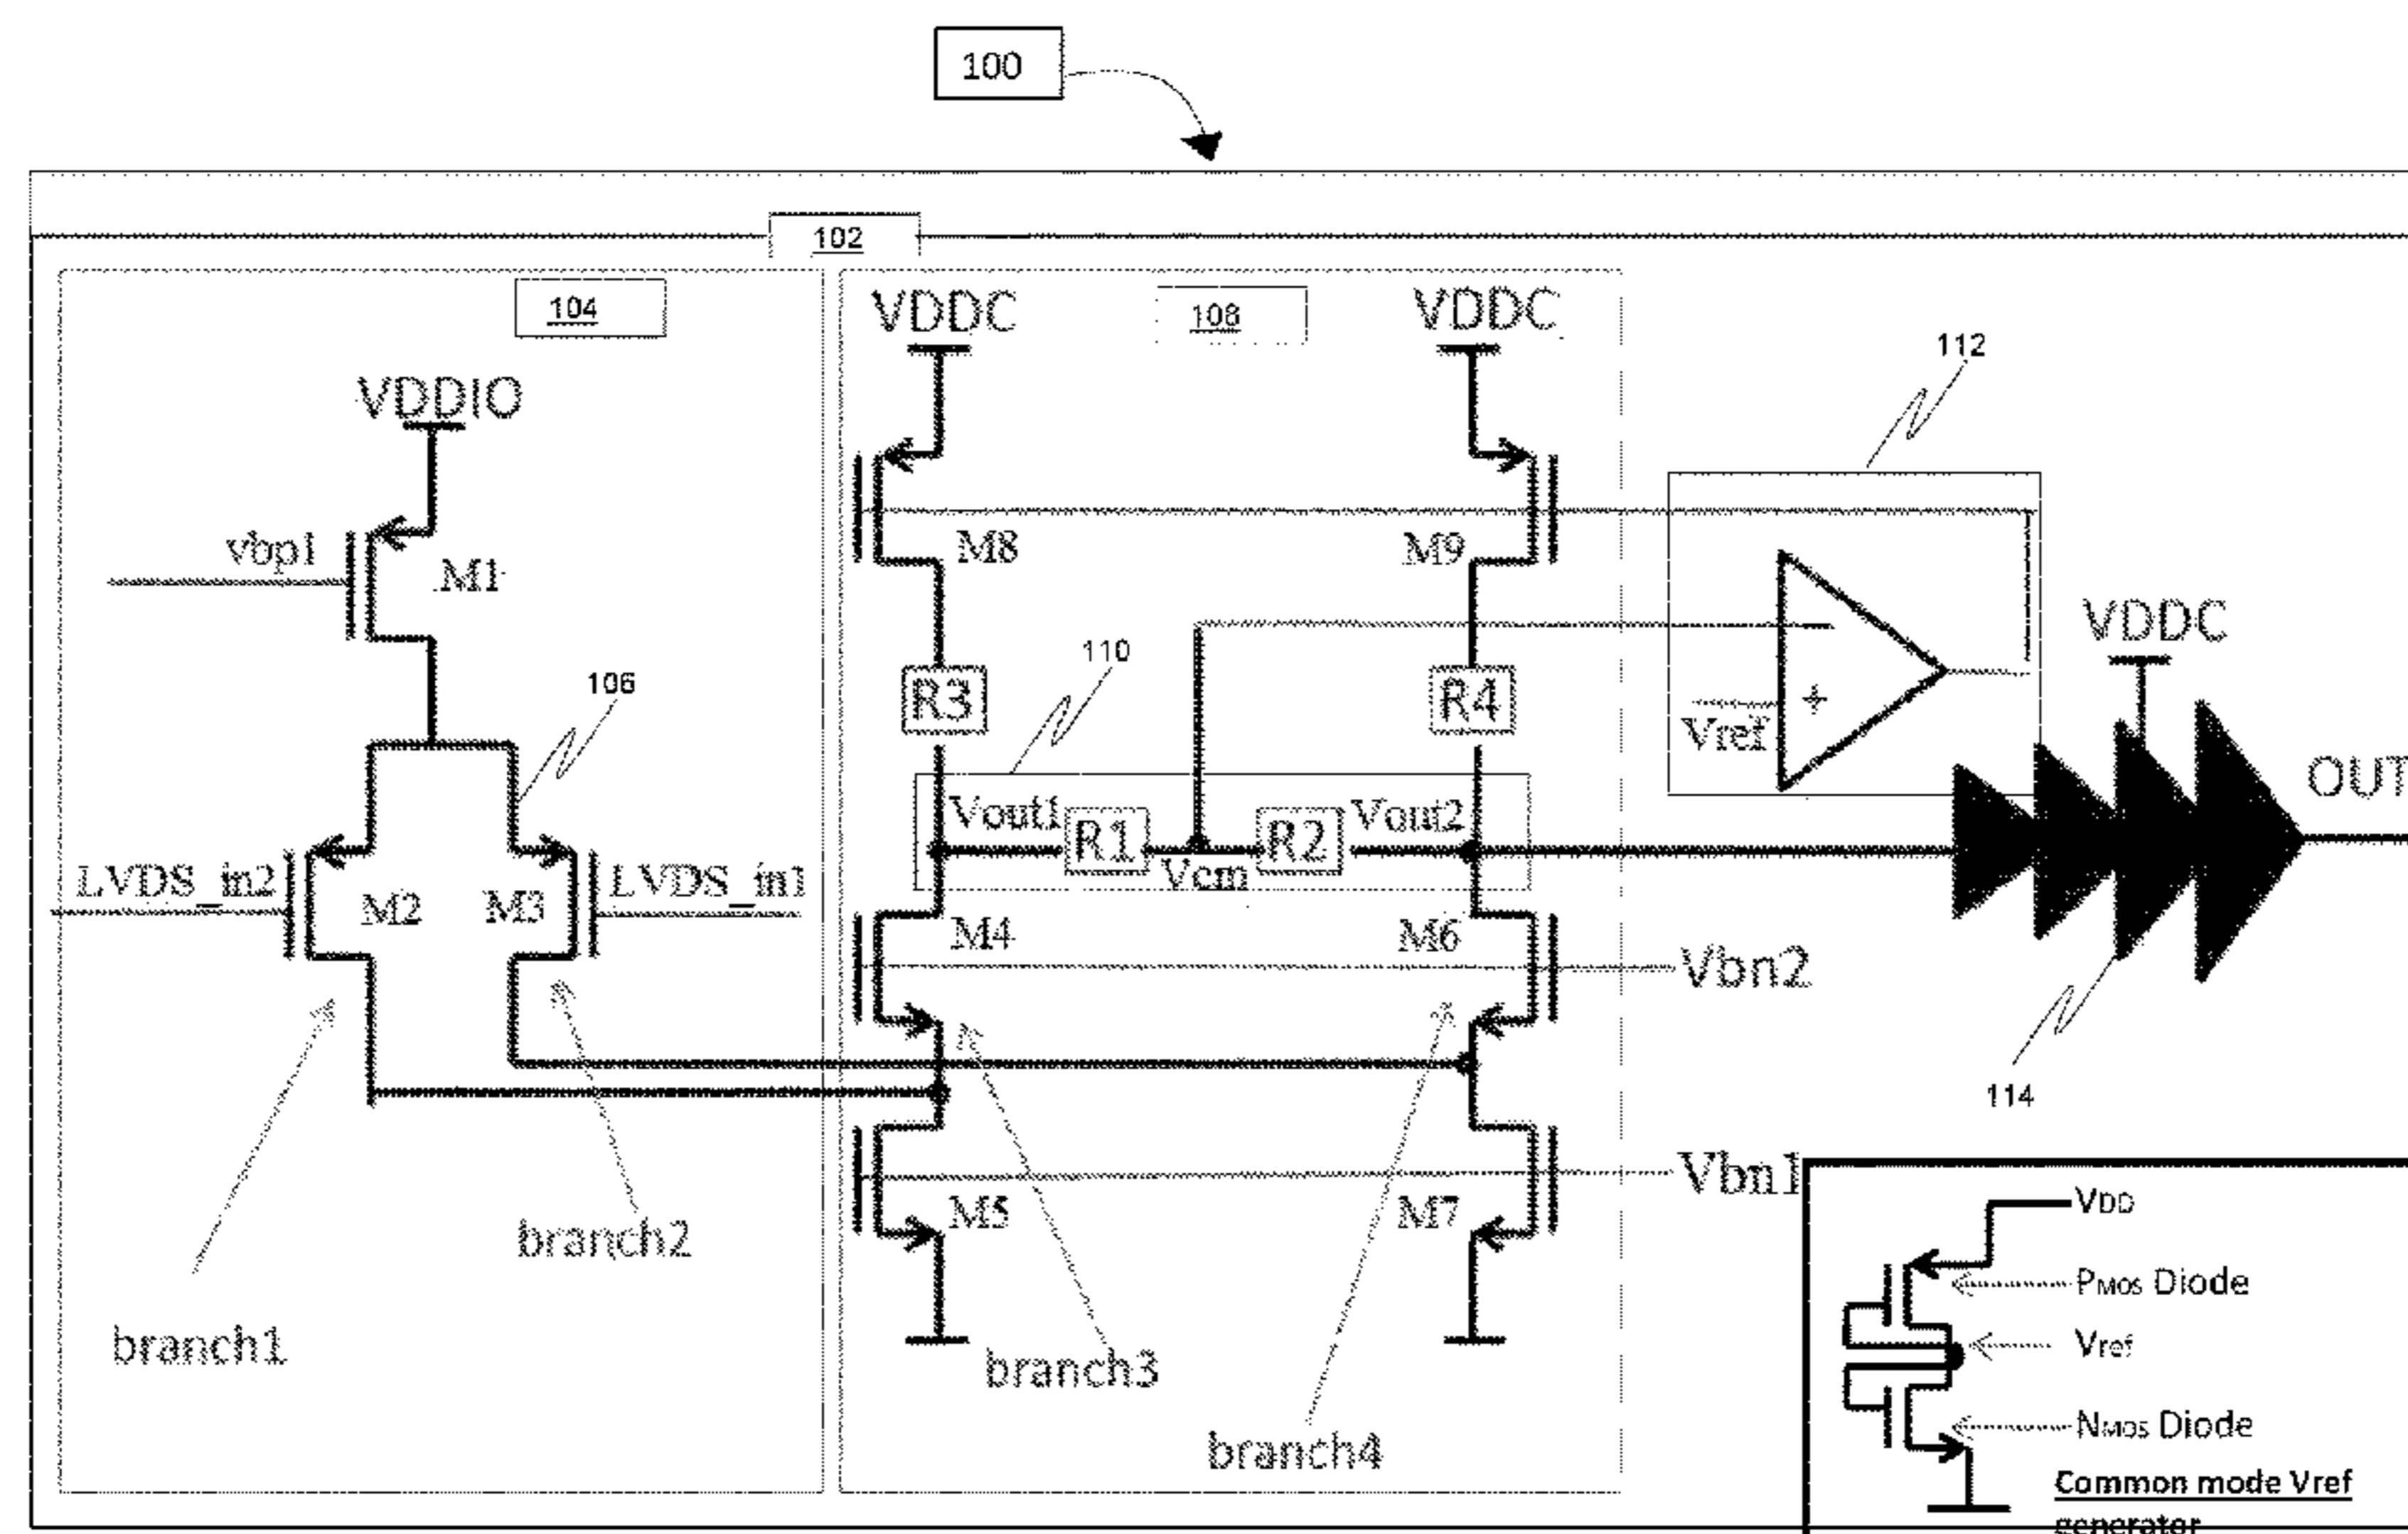 100
102
104
VDDC
108
VDDC
112
VDDIO
vbp1
M1
M8
M9
VDDC
106
110
R3
R4
Vref
OUT
Vout1
R1
R2
Vout2
Vcm
LVDS_in2
M2
M3
LVDS_in1
M4
M6
Vbn2
114
branch2
M5
M7
Vbn1
VDD
PMOS Diode
branch1
branch3
Vref
branch4
NMOS Diode
Common mode Vref
generator